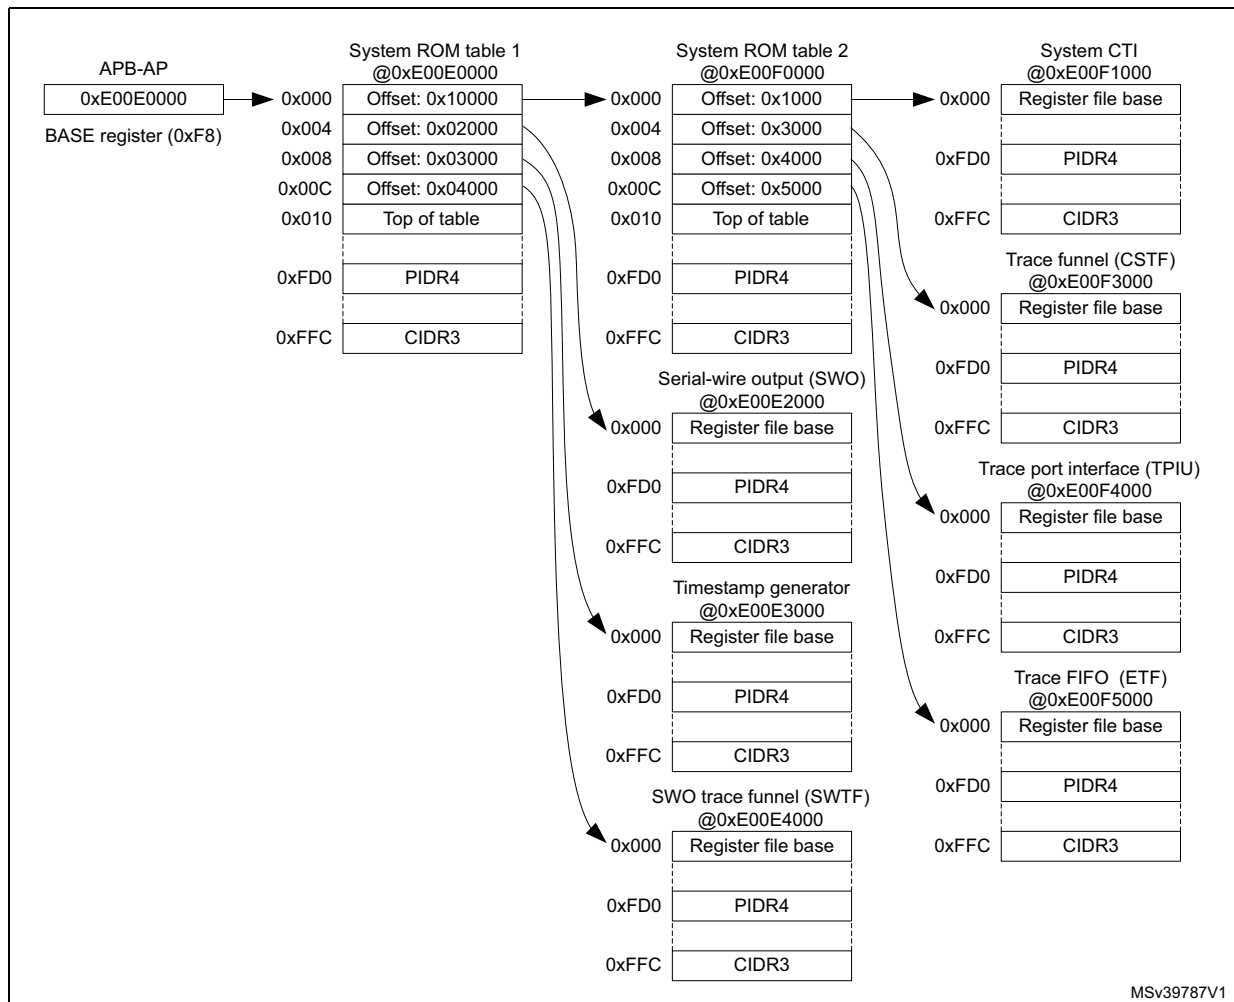 APB-AP
0xE00E0000
BASE register (0xF8)
System ROM table 1
@0xE00E0000
0x000 Offset: 0x10000
0x004 Offset: 0x02000
0x008 Offset: 0x03000
0x00C Offset: 0x04000
0x010 Top of table
0xFD0 PIDR4
0xFFC CIDR3
System ROM table 2
@0xE00F0000
0x000 Offset: 0x1000
0x004 Offset: 0x3000
0x008 Offset: 0x4000
0x00C Offset: 0x5000
0x010 Top of table
0xFD0 PIDR4
0xFFC CIDR3
Serial-wire output (SWO)
@0xE00E2000
0x000 Register file base
0xFD0 PIDR4
0xFFC CIDR3
Timestamp generator
@0xE00E3000
0x000 Register file base
0xFD0 PIDR4
0xFFC CIDR3
SWO trace funnel (SWTF)
@0xE00E4000
0x000 Register file base
0xFD0 PIDR4
0xFFC CIDR3
System CTI
@0xE00F1000
0x000 Register file base
0xFD0 PIDR4
0xFFC CIDR3
Trace funnel (CSTF)
@0xE00F3000
0x000 Register file base
0xFD0 PIDR4
0xFFC CIDR3
Trace port interface (TPIU)
@0xE00F4000
0x000 Register file base
0xFD0 PIDR4
0xFFC CIDR3
Trace FIFO (ETF)
@0xE00F5000
0x000 Register file base
0xFD0 PIDR4
0xFFC CIDR3
MSv39787V1